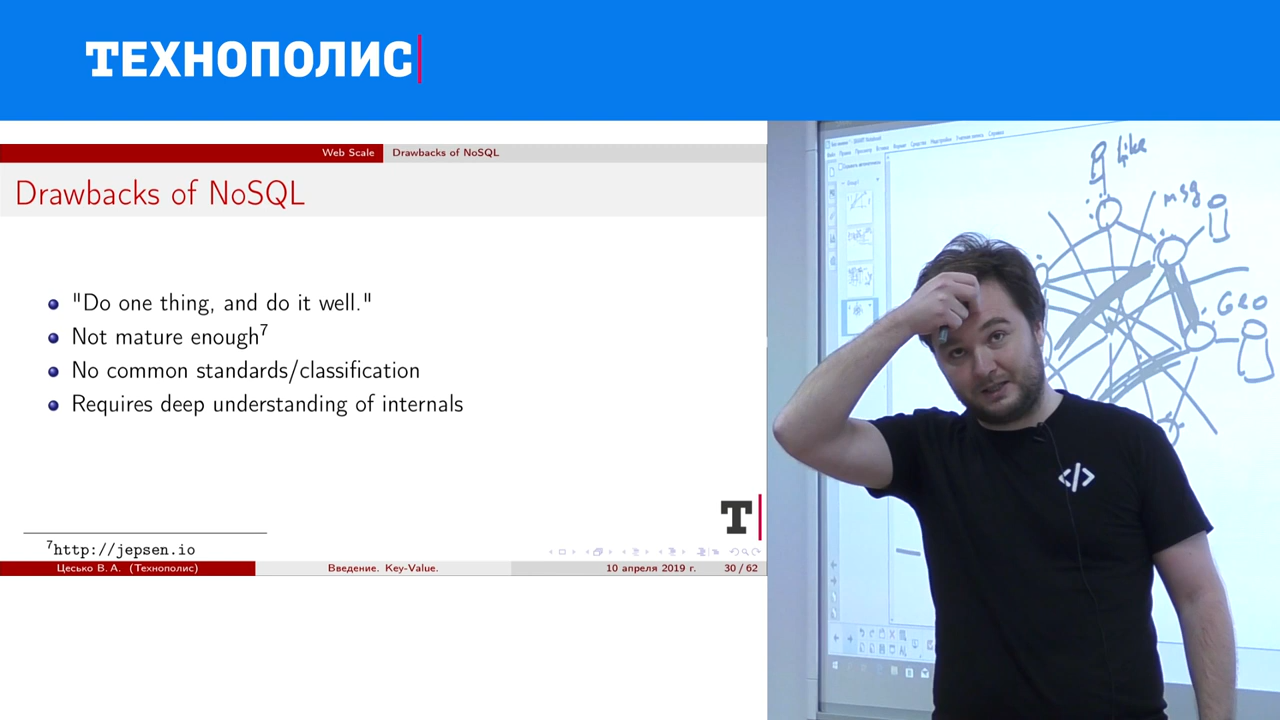 ТЕХНОПОЛИС
Web Scale
Drawbacks of NoSQL
Drawbacks of NoSQL
"Do one thing, and do it well."
Not mature enough7
No common standards/classification
Requires deep understanding of internals
T
7http://jepsen.io
Цесько В. А. (Технополис)
Введение. Key-Value.
10 апреля 2019 г.
30 / 62
like
msg
Geo
</>